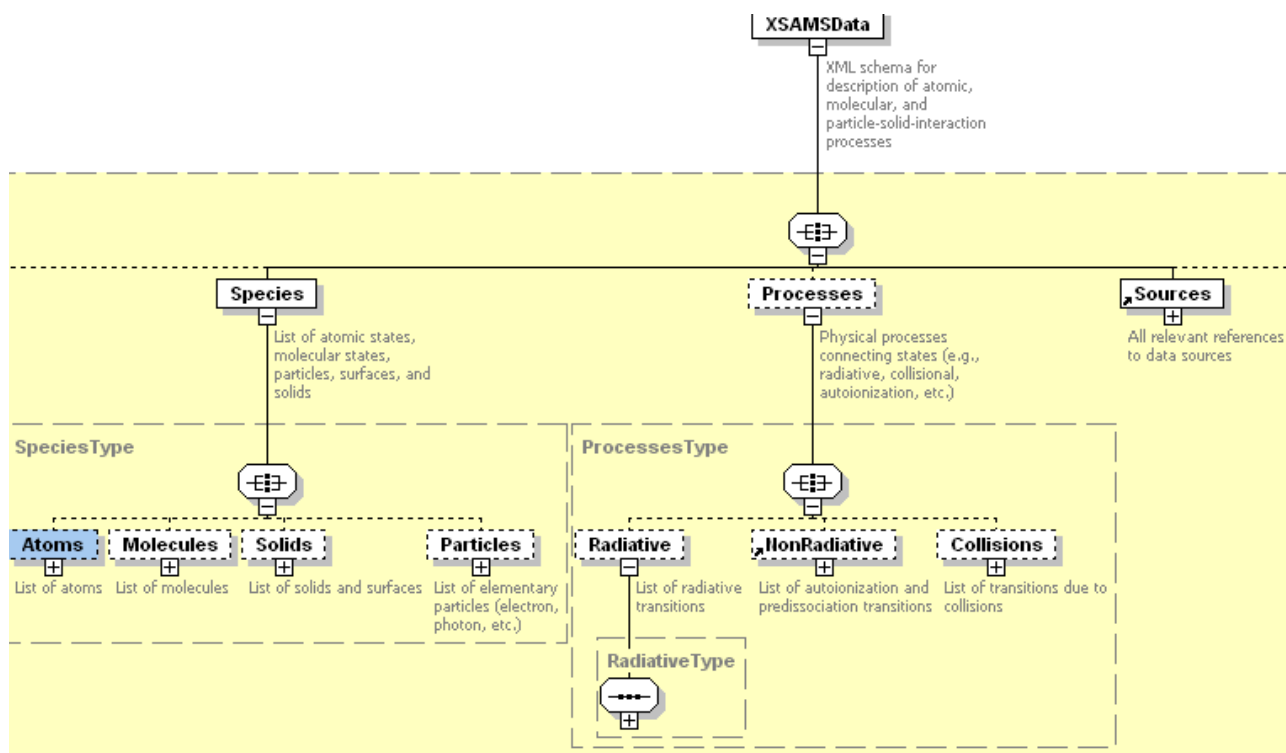 XSAMSData
XML schema for
description of atomic,
molecular, and
particle-solid-interaction
processes
Species
List of atomic states,
molecular states,
particles, surfaces, and
solids
Processes
Physical processes
connecting states (e.g.,
radiative, collisional,
autoionization, etc.)
Sources
All relevant references
to data sources
SpeciesType
Atoms
List of atoms
Molecules
List of molecules
Solids
List of solids and surfaces
Particles
List of elementary
particles (electron,
photon, etc.)
ProcessesType
Radiative
List of radiative
transitions
NonRadiative
List of autoionization and
predissociation transitions
Collisions
List of transitions due to
collisions
RadiativeType